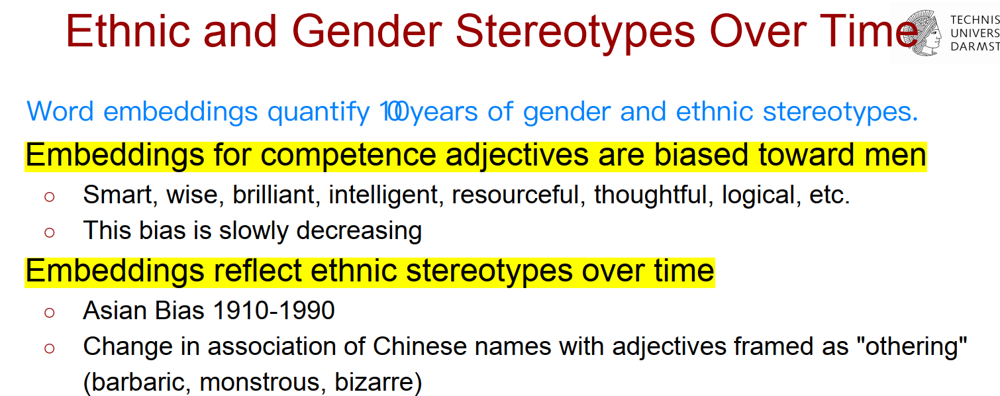 Ethnic and Gender Stereotypes Over Time
TECHNIS
UNIVERS
DARMST
Word embeddings quantify 100 years of gender and ethnic stereotypes.
Embeddings for competence adjectives are biased toward men
○ Smart, wise, brilliant, intelligent, resourceful, thoughtful, logical, etc.
○ This bias is slowly decreasing
Embeddings reflect ethnic stereotypes over time
○ Asian Bias 1910-1990
○ Change in association of Chinese names with adjectives framed as "othering"
(barbaric, monstrous, bizarre)